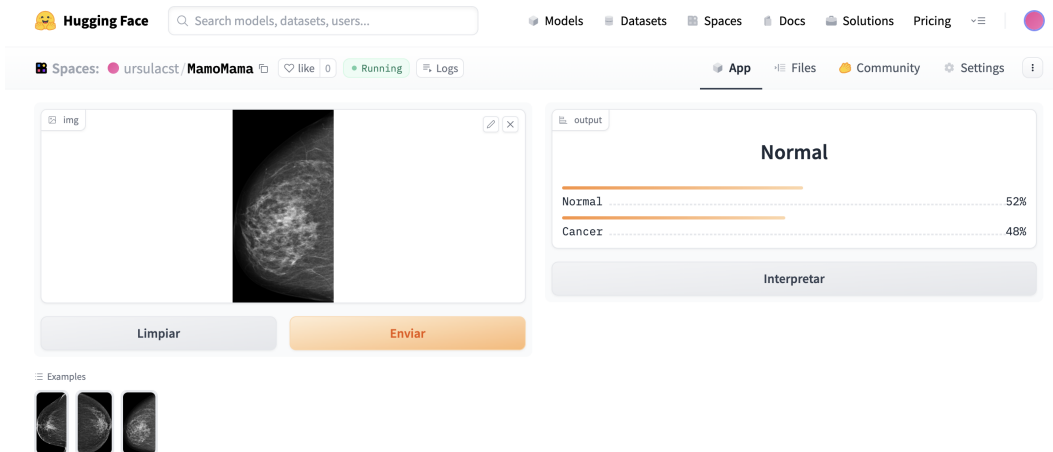 Hugging Face
Search models, datasets, users...
Models
Datasets
Spaces
Docs
Solutions
Pricing
Spaces:
ursulacst/MamoMama
like 0
Running
Logs
App
Files
Community
Settings
img
Limpiar
Enviar
output
Normal
Normal 52%
Cancer 48%
Interpretar
Examples